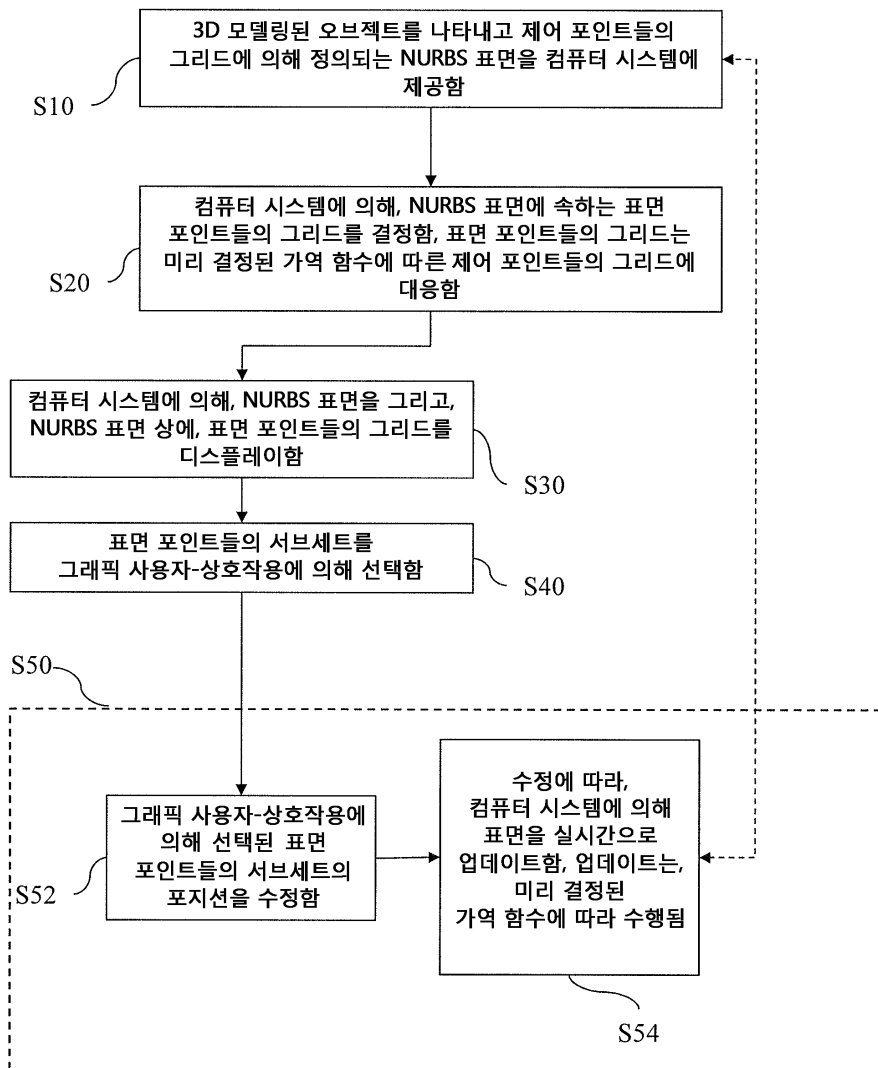 3D 모델링된 오브젝트를 나타내고 제어 포인트들의
그리드에 의해 정의되는 NURBS 표면을 컴퓨터 시스템에
제공함
S10
컴퓨터 시스템에 의해, NURBS 표면에 속하는 표면
포인트들의 그리드를 결정함, 표면 포인트들의 그리드는
미리 결정된 가역 함수에 따른 제어 포인트들의 그리드에
대응함
S20
컴퓨터 시스템에 의해, NURBS 표면을 그리고,
NURBS 표면 상에, 표면 포인트들의 그리드를
디스플레이함
S30
표면 포인트들의 서브세트를
그래픽 사용자-상호작용에 의해 선택함
S40
S50
그래픽 사용자-상호작용에
의해 선택된 표면
포인트들의 서브세트의
포지션을 수정함
S52
수정에 따라,
컴퓨터 시스템에 의해
표면을 실시간으로
업데이트함, 업데이트는,
미리 결정된
가역 함수에 따라 수행됨
S54